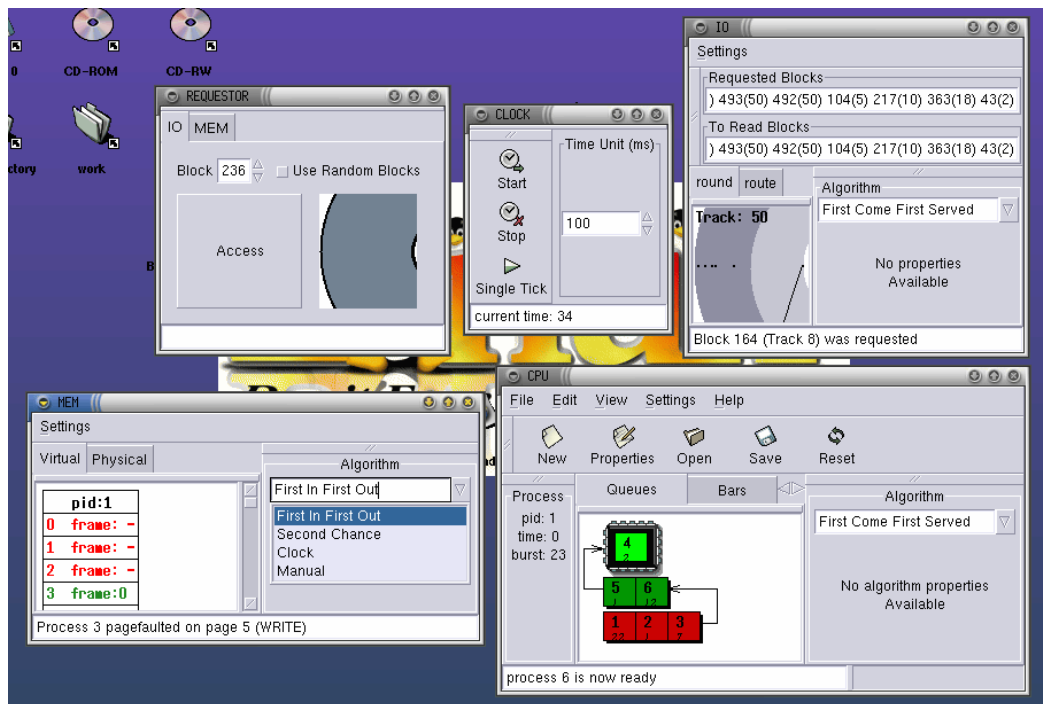 0
CD-ROM
CD-RW
ctory
work
REQUESTOR
IO MEM
Block 236
Use Random Blocks
Access
CLOCK
Start
Stop
Single Tick
Time Unit (ms)
100
current time: 34
IO
Settings
Requested Blocks
) 493(50) 492(50) 104(5) 217(10) 363(18) 43(2)
To Read Blocks
) 493(50) 492(50) 104(5) 217(10) 363(18) 43(2)
round route
Track: 50
Algorithm
First Come First Served
No properties
Available
Block 164 (Track 8) was requested
MEM
Settings
Virtual Physical
pid:1
0 frame: -
1 frame: -
2 frame: -
3 frame:0
Algorithm
First In First Out
First In First Out
Second Chance
Clock
Manual
Process 3 pagefaulted on page 5 (WRITE)
CPU
File Edit View Settings Help
New Properties Open Save Reset
Process
pid: 1
time: 0
burst: 23
Queues Bars
4
2
5 6
1 12
1 2 3
22 1 7
Algorithm
First Come First Served
No algorithm properties
Available
process 6 is now ready